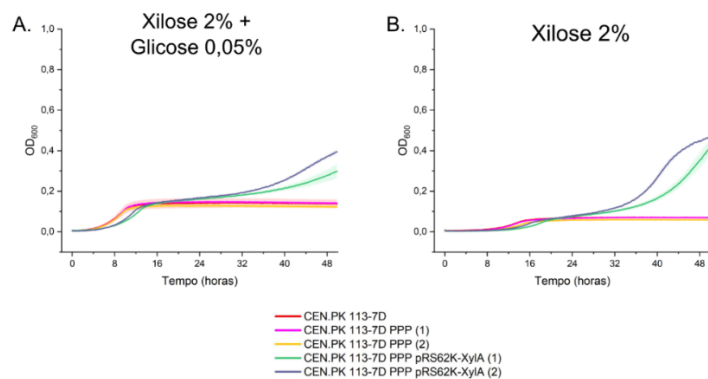 A.
Xilose 2% +
Glicose 0,05%
1,0
0,8
0,6
0,4
0,2
0,0
OD600
0 8 16 24 32 40 48
Tempo (horas)
B.
Xilose 2%
1,0
0,8
0,6
0,4
0,2
0,0
OD600
0 8 16 24 32 40 48
Tempo (horas)
CEN.PK 113-7D
CEN.PK 113-7D PPP (1)
CEN.PK 113-7D PPP (2)
CEN.PK 113-7D PPP pRS62K-XylA (1)
CEN.PK 113-7D PPP pRS62K-XylA (2)